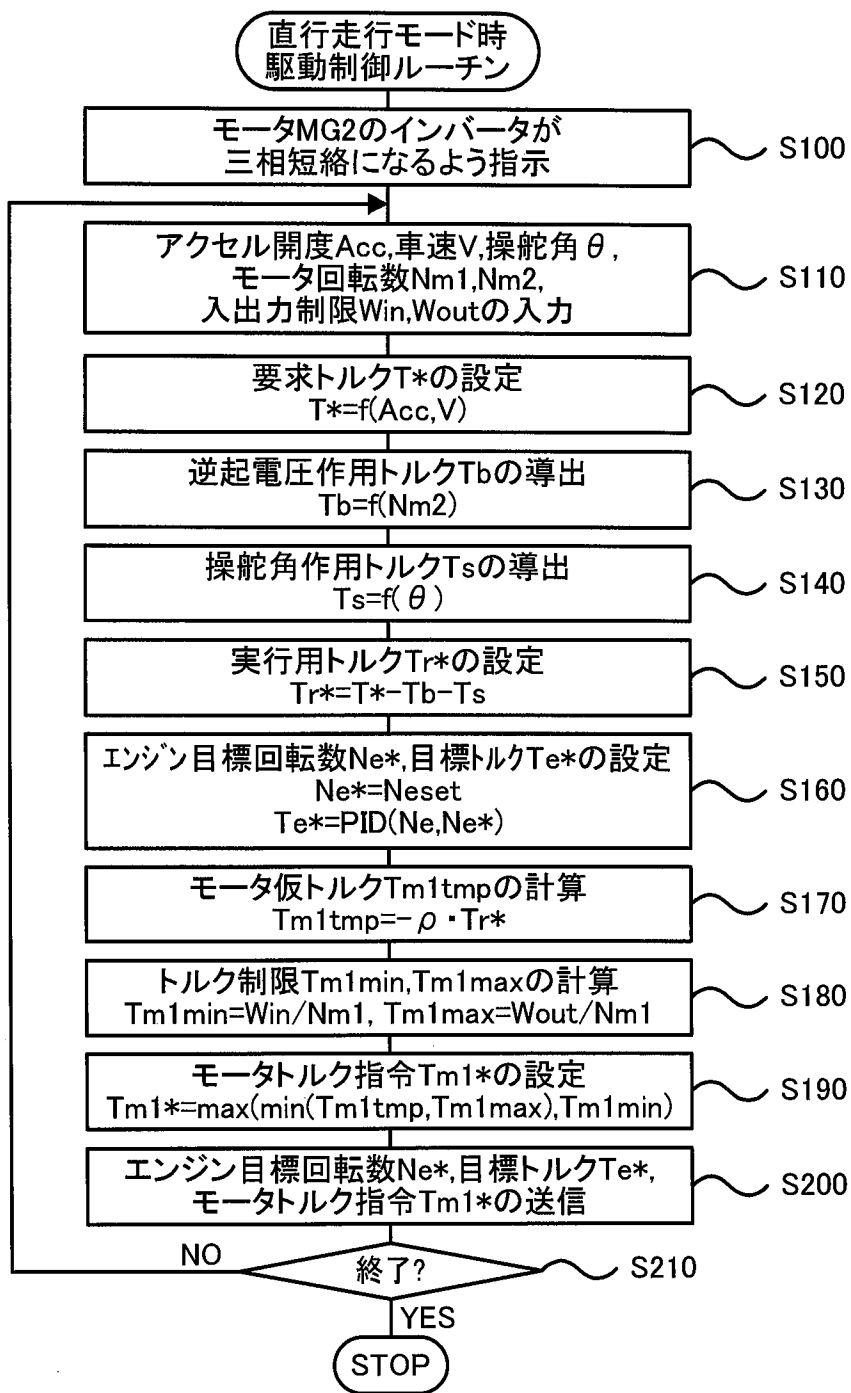 直行走行モード時
駆動制御ルーチン
モータMG2のインバータが
三相短絡になるよう指示
S100
アクセル開度Acc,車速V,操舵角θ,
モータ回転数Nm1,Nm2,
入出力制限Win,Woutの入力
S110
要求トルクT*の設定
T*=f(Acc,V)
S120
逆起電圧作用トルクTbの導出
Tb=f(Nm2)
S130
操舵角作用トルクTsの導出
Ts=f(θ)
S140
実行用トルクTr*の設定
Tr*=T*-Tb-Ts
S150
エンジン目標回転数Ne*,目標トルクTe*の設定
Ne*=Neset
Te*=PID(Ne,Ne*)
S160
モータ仮トルクTm1tmpの計算
Tm1tmp=-ρ・Tr*
S170
トルク制限Tm1min,Tm1maxの計算
Tm1min=Win/Nm1, Tm1max=Wout/Nm1
S180
モータトルク指令Tm1*の設定
Tm1*=max(min(Tm1tmp,Tm1max),Tm1min)
S190
エンジン目標回転数Ne*,目標トルクTe*,
モータトルク指令Tm1*の送信
S200
NO
終了?
S210
YES
STOP